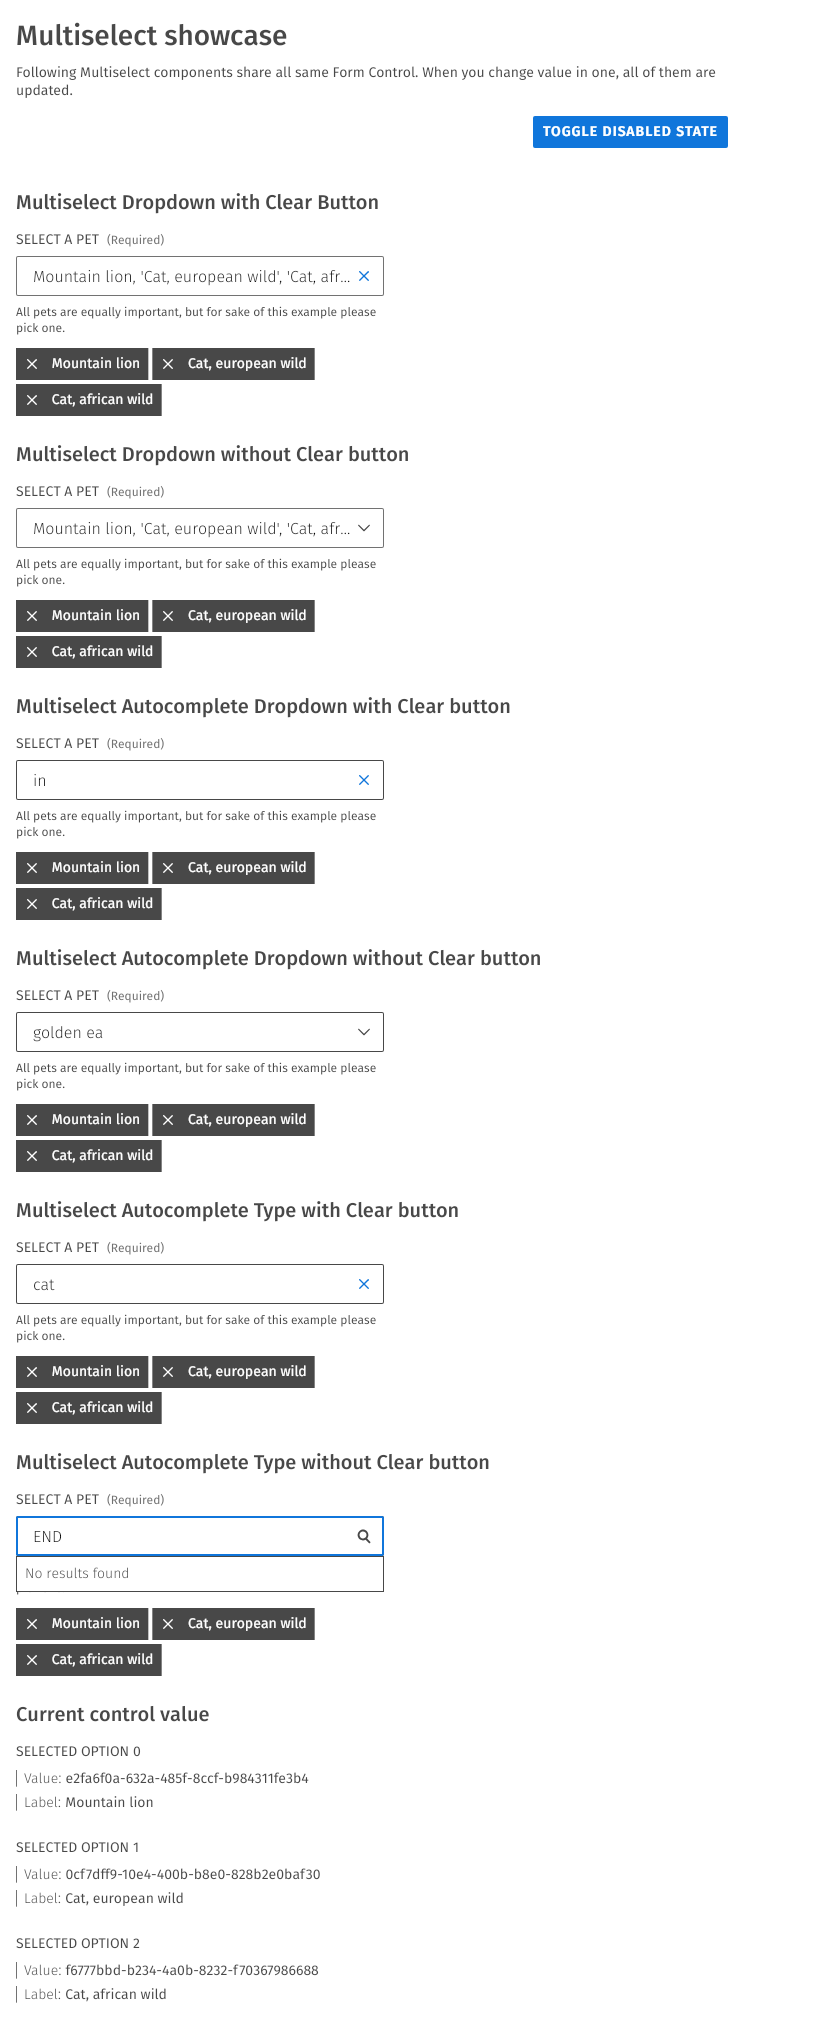 Multiselect showcase
Following Multiselect components share all same Form Control. When you change value in one, all of them are
updated.
TOGGLE DISABLED STATE
Multiselect Dropdown with Clear Button
SELECT A PET (Required)
Mountain lion, 'Cat, european wild', 'Cat, afr...
All pets are equally important, but for sake of this example please
pick one.
Mountain lion Cat, european wild
Cat, african wild
Multiselect Dropdown without Clear button
SELECT A PET (Required)
Mountain lion, 'Cat, european wild', 'Cat, afr...
All pets are equally important, but for sake of this example please
pick one.
Mountain lion Cat, european wild
Cat, african wild
Multiselect Autocomplete Dropdown with Clear button
SELECT A PET (Required)
in
All pets are equally important, but for sake of this example please
pick one.
Mountain lion Cat, european wild
Cat, african wild
Multiselect Autocomplete Dropdown without Clear button
SELECT A PET (Required)
golden ea
All pets are equally important, but for sake of this example please
pick one.
Mountain lion Cat, european wild
Cat, african wild
Multiselect Autocomplete Type with Clear button
SELECT A PET (Required)
cat
All pets are equally important, but for sake of this example please
pick one.
Mountain lion Cat, european wild
Cat, african wild
Multiselect Autocomplete Type without Clear button
SELECT A PET (Required)
END
No results found
Mountain lion Cat, european wild
Cat, african wild
Current control value
SELECTED OPTION 0
Value: e2fa6f0a-632a-485f-8ccf-b984311fe3b4
Label: Mountain lion
SELECTED OPTION 1
Value: 0cf7dff9-10e4-400b-b8e0-828b2e0baf30
Label: Cat, european wild
SELECTED OPTION 2
Value: f6777bbd-b234-4a0b-8232-f70367986688
Label: Cat, african wild